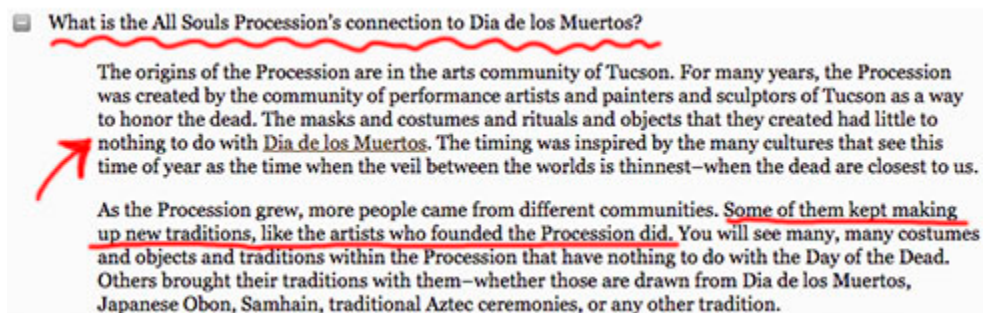 What is the All Souls Procession's connection to Dia de los Muertos?
The origins of the Procession are in the arts community of Tucson. For many years, the Procession
was created by the community of performance artists and painters and sculptors of Tucson as a way
to honor the dead. The masks and costumes and rituals and objects that they created had little to
nothing to do with Dia de los Muertos. The timing was inspired by the many cultures that see this
time of year as the time when the veil between the worlds is thinnest–when the dead are closest to us.
As the Procession grew, more people came from different communities. Some of them kept making
up new traditions, like the artists who founded the Procession did. You will see many, many costumes
and objects and traditions within the Procession that have nothing to do with the Day of the Dead.
Others brought their traditions with them–whether those are drawn from Dia de los Muertos,
Japanese Obon, Samhain, traditional Aztec ceremonies, or any other tradition.